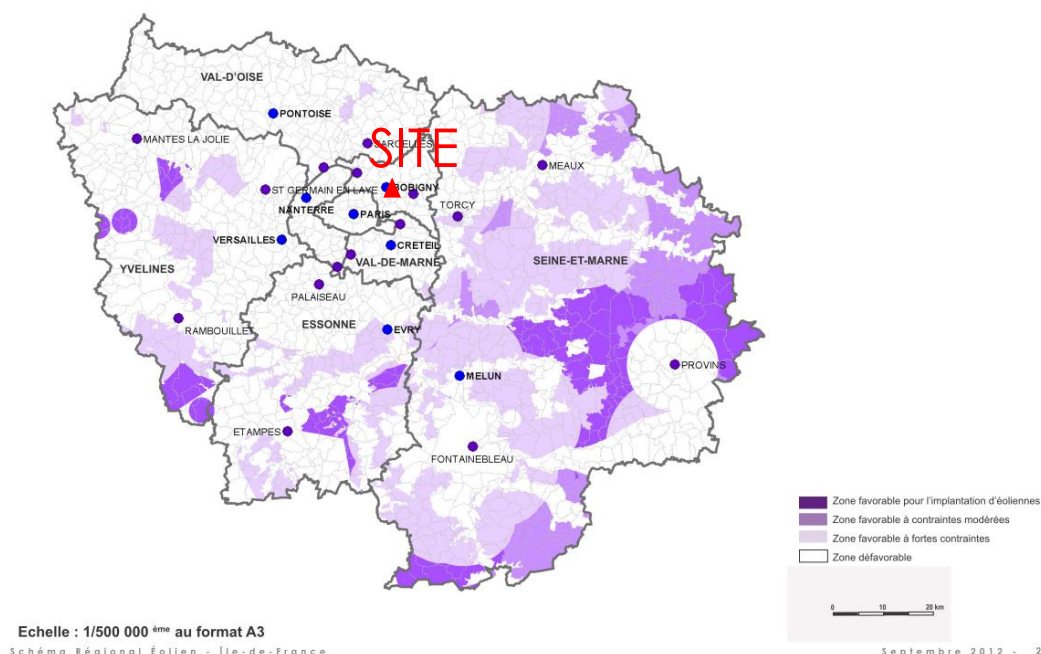 VAL-D'OISE
PONTOISE
MANTES LA JOLIE
SARCELLES
SITE
MEAUX
ST GERMAIN EN LAYE
BOBIGNY
NANTERRE
PARIS
TORCY
VERSAILLES
CRETEIL
VAL-DE-MARNE
SEINE-ET-MARNE
YVELINES
PALAISEAU
RAMBOUILLET
ESSONNE
EVRY
PROVINS
MELUN
ETAMPES
FONTAINEBLEAU
Zone favorable pour l'implantation d'éoliennes
Zone favorable à contraintes modérées
Zone favorable à fortes contraintes
Zone défavorable
0 10 20 km
Echelle : 1/500 000 ème au format A3
Schéma Régional Éolien - Île-de-France
Septembre 2012 - 2